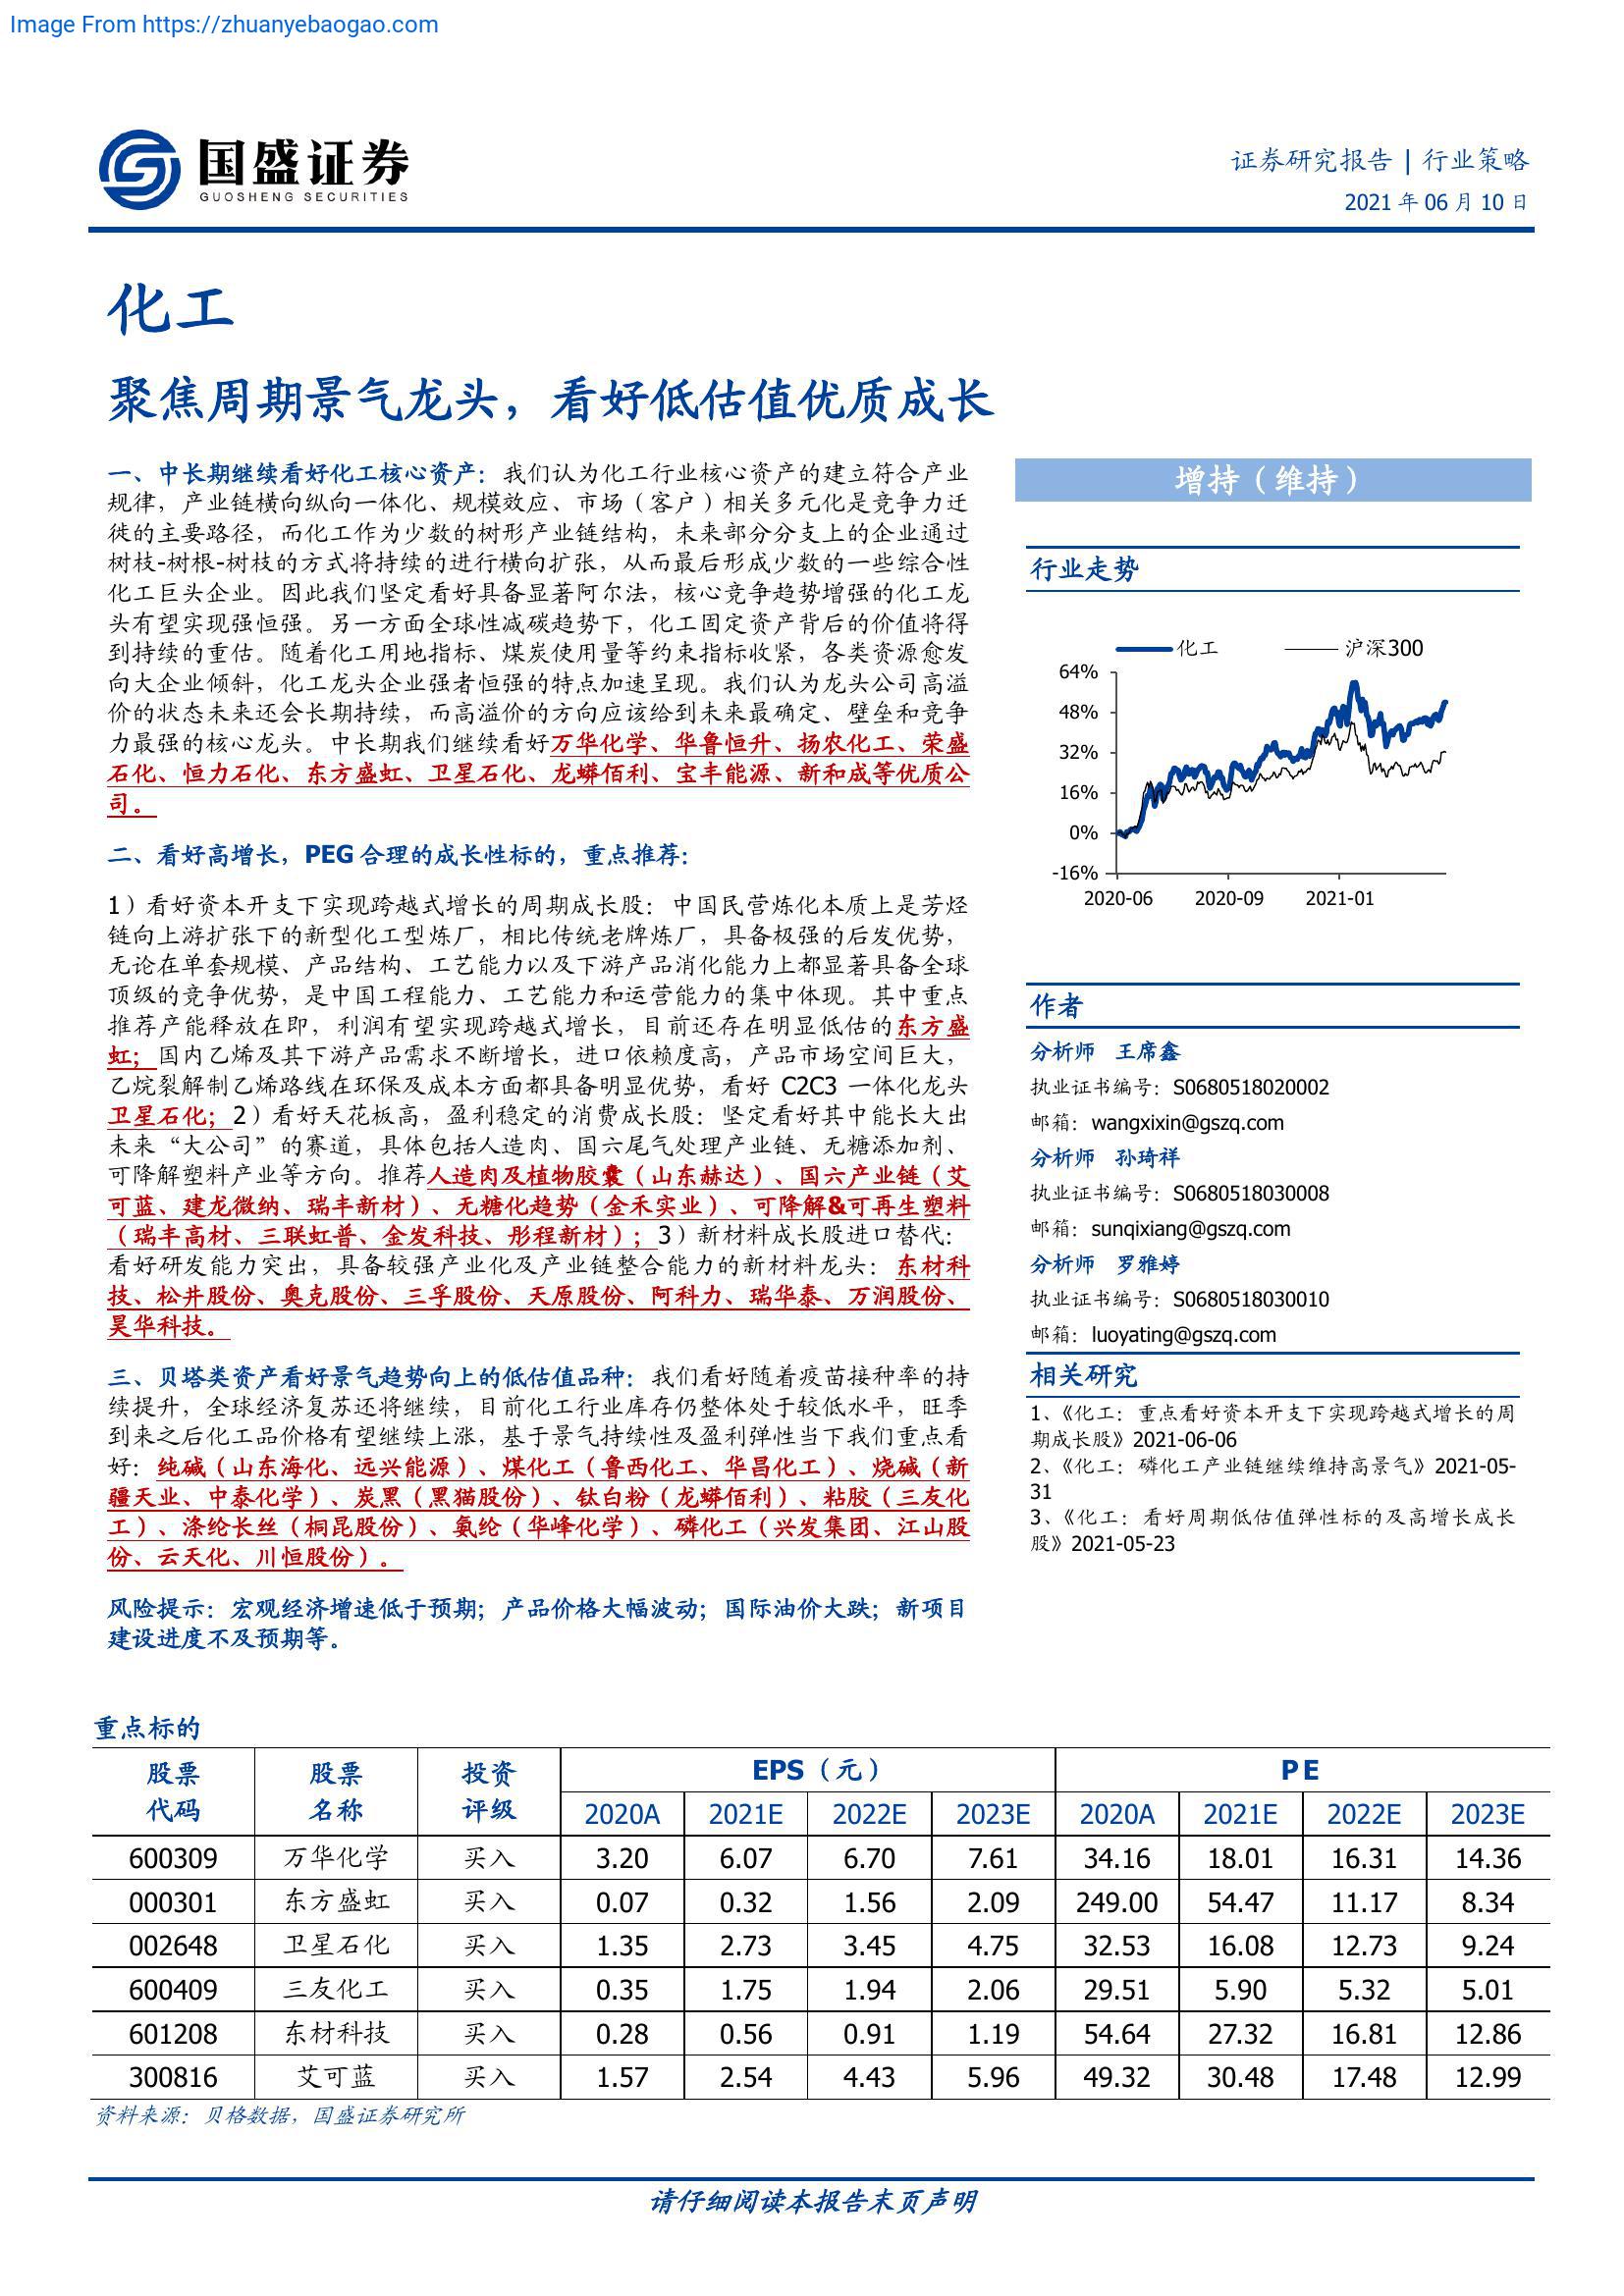 Image From https://zhuanyebaogao.com
国盛证券
GUOSHENG SECURITIES
证券研究报告 | 行业策略
2021 年 06 月 10 日
化工
聚焦周期景气龙头，看好低估值优质成长
一、中长期继续看好化工核心资产：我们认为化工行业核心资产的建立符合产业
规律，产业链横向纵向一体化、规模效应、市场（客户）相关多元化是竞争力迁
徙的主要路径，而化工作为少数的树形产业链结构，未来部分分支上的企业通过
树枝-树根-树枝的方式将持续的进行横向扩张，从而最后形成少数的一些综合性
化工巨头企业。因此我们坚定看好具备显著阿尔法，核心竞争趋势增强的化工龙
头有望实现强恒强。另一方面全球性减碳趋势下，化工固定资产背后的价值将得
到持续的重估。随着化工用地指标、煤炭使用量等约束指标收紧，各类资源愈发
向大企业倾斜，化工龙头企业强者恒强的特点加速呈现。我们认为龙头公司高溢
价的状态未来还会长期持续，而高溢价的方向应该给到未来最确定、壁垒和竞争
力最强的核心龙头。中长期我们继续看好万华化学、华鲁恒升、扬农化工、荣盛
石化、恒力石化、东方盛虹、卫星石化、龙蟒佰利、宝丰能源、新和成等优质公
司。
二、看好高增长，PEG 合理的成长性标的，重点推荐：
1）看好资本开支下实现跨越式增长的周期成长股：中国民营炼化本质上是芳烃
链向上游扩张下的新型化工型炼厂，相比传统老牌炼厂，具备极强的后发优势，
无论在单套规模、产品结构、工艺能力以及下游产品消化能力上都显著具备全球
顶级的竞争优势，是中国工程能力、工艺能力和运营能力的集中体现。其中重点
推荐产能释放在即，利润有望实现跨越式增长，目前还存在明显低估的东方盛
虹；国内乙烯及其下游产品需求不断增长，进口依赖度高，产品市场空间巨大，
乙烷裂解制乙烯路线在环保及成本方面都具备明显优势，看好 C2C3 一体化龙头
卫星石化；2）看好天花板高，盈利稳定的消费成长股：坚定看好其中能长大出
未来“大公司”的赛道，具体包括人造肉、国六尾气处理产业链、无糖添加剂、
可降解塑料产业等方向。推荐人造肉及植物胶囊（山东赫达）、国六产业链（艾
可蓝、建龙微纳、瑞丰新材）、无糖化趋势（金禾实业）、可降解&可再生塑料
（瑞丰高材、三联虹普、金发科技、彤程新材）；3）新材料成长股进口替代：
看好研发能力突出，具备较强产业化及产业链整合能力的新材料龙头：东材科
技、松井股份、奥克股份、三孚股份、天原股份、阿科力、瑞华泰、万润股份、
昊华科技。
三、贝塔类资产看好景气趋势向上的低估值品种：我们看好随着疫苗接种率的持
续提升，全球经济复苏还将继续，目前化工行业库存仍整体处于较低水平，旺季
到来之后化工品价格有望继续上涨，基于景气持续性及盈利弹性当下我们重点看
好：纯碱（山东海化、远兴能源）、煤化工（鲁西化工、华昌化工）、烧碱（新
疆天业、中泰化学）、炭黑（黑猫股份）、钛白粉（龙蟒佰利）、粘胶（三友化
工）、涤纶长丝（桐昆股份）、氨纶（华峰化学）、磷化工（兴发集团、江山股
份、云天化、川恒股份）。
风险提示：宏观经济增速低于预期；产品价格大幅波动；国际油价大跌；新项目
建设进度不及预期等。
增持（维持）
行业走势
化工 沪深300
64%
48%
32%
16%
0%
-16%
2020-06 2020-09 2021-01
作者
分析师 王席鑫
执业证书编号：S0680518020002
邮箱：wangxixin@gszq.com
分析师 孙琦祥
执业证书编号：S0680518030008
邮箱：sunqixiang@gszq.com
分析师 罗雅婷
执业证书编号：S0680518030010
邮箱：luoyating@gszq.com
相关研究
1、《化工：重点看好资本开支下实现跨越式增长的周
期成长股》2021-06-06
2、《化工：磷化工产业链继续维持高景气》2021-05-
31
3、《化工：看好周期低估值弹性标的及高增长成长
股》2021-05-23
重点标的
股票 股票 投资 EPS（元） PE
代码 名称 评级 2020A 2021E 2022E 2023E 2020A 2021E 2022E 2023E
600309 万华化学 买入 3.20 6.07 6.70 7.61 34.16 18.01 16.31 14.36
000301 东方盛虹 买入 0.07 0.32 1.56 2.09 249.00 54.47 11.17 8.34
002648 卫星石化 买入 1.35 2.73 3.45 4.75 32.53 16.08 12.73 9.24
600409 三友化工 买入 0.35 1.75 1.94 2.06 29.51 5.90 5.32 5.01
601208 东材科技 买入 0.28 0.56 0.91 1.19 54.64 27.32 16.81 12.86
300816 艾可蓝 买入 1.57 2.54 4.43 5.96 49.32 30.48 17.48 12.99
资料来源：贝格数据，国盛证券研究所
请仔细阅读本报告末页声明